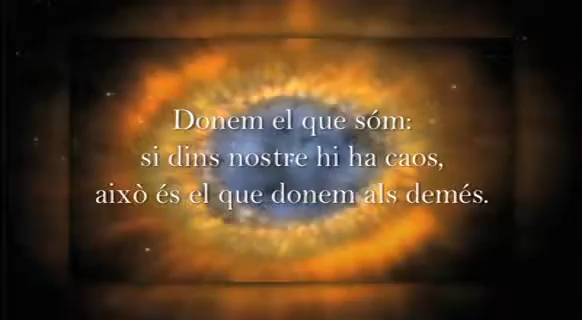 Donem el que sóm:
si dins nostre hi ha caos,
això és el que donem als demés.